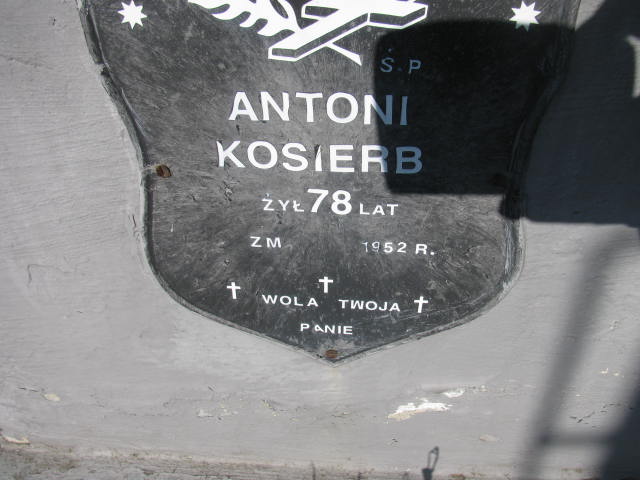 Ś.P
ANTONI
KOSIERB
ŻYŁ 78 LAT
ZM 1952 R.
WOLA TWOJA
PANIE